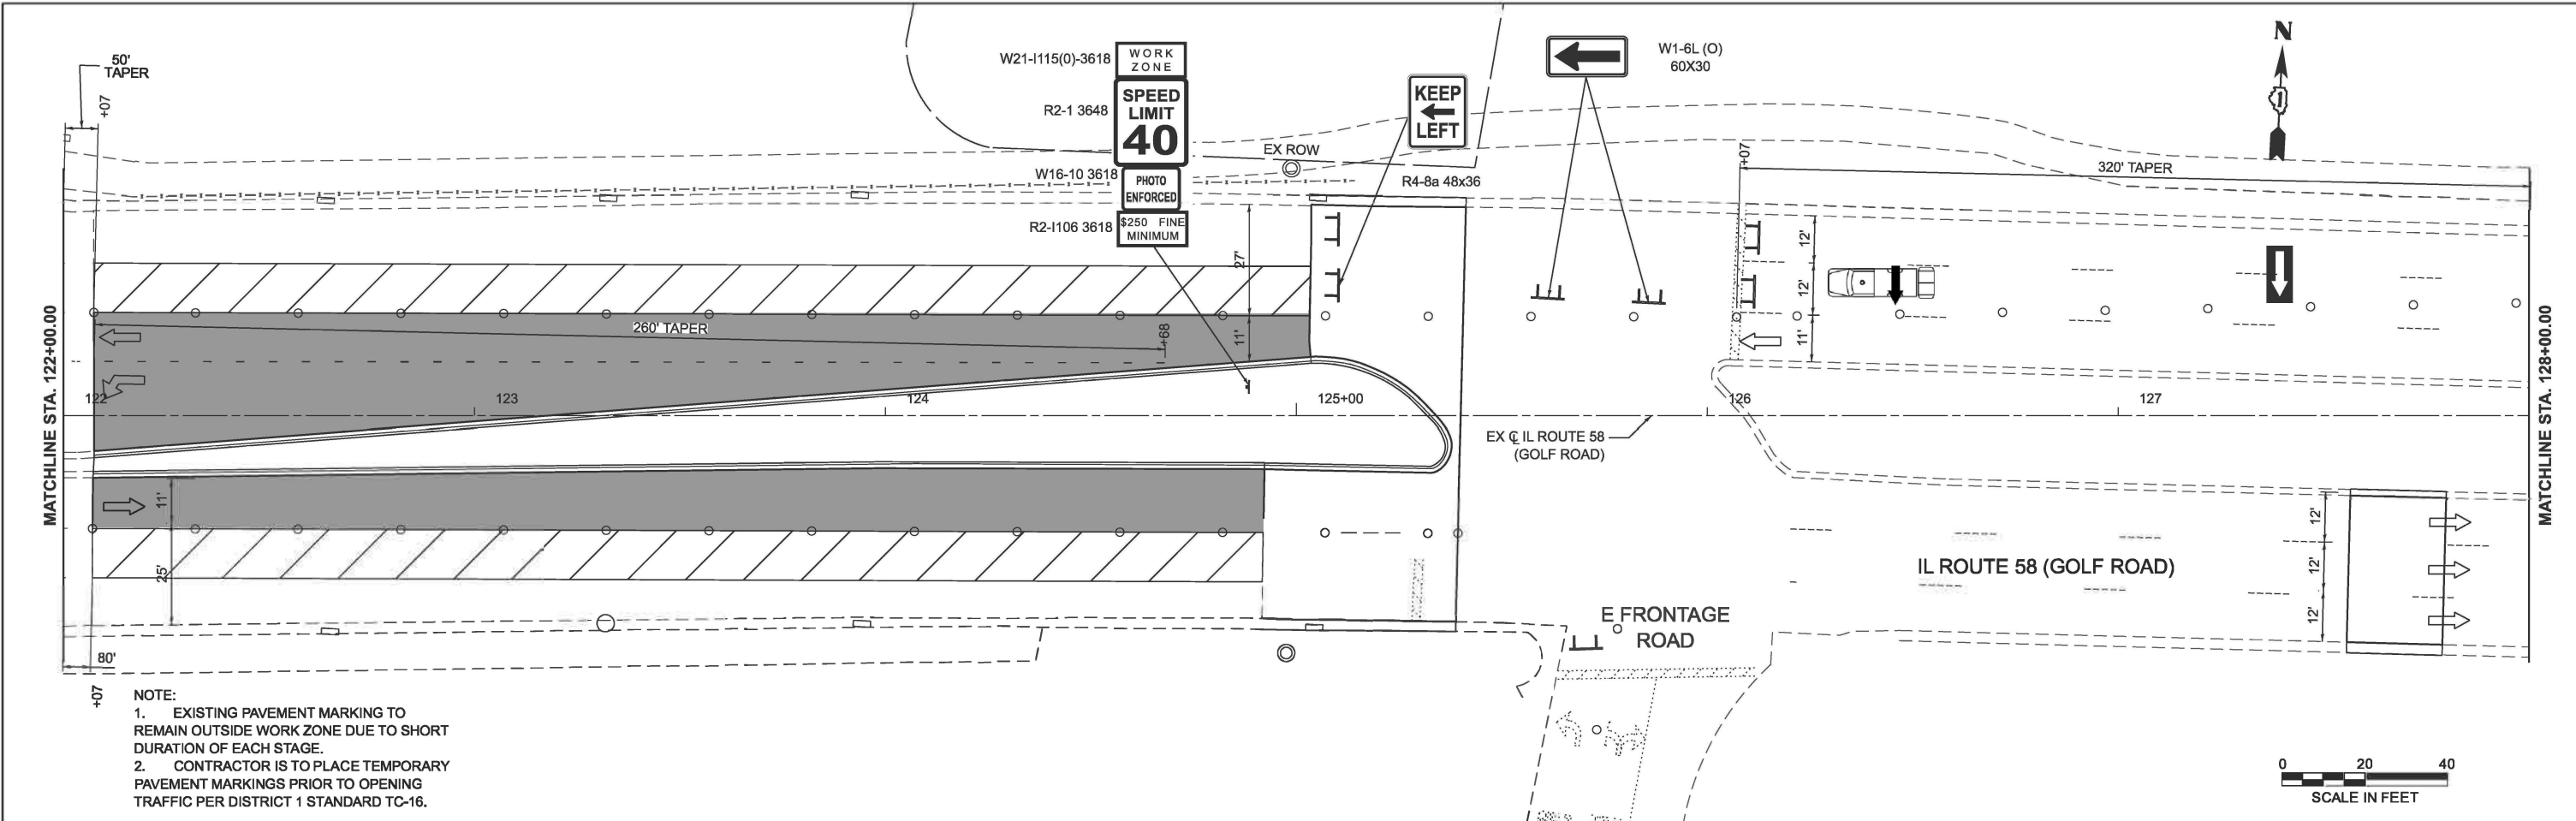 50'
TAPER
+07
W21-I115(0)-3618
WORK
ZONE
R2-1 3648
SPEED
LIMIT
40
W16-10 3618
PHOTO
ENFORCED
R2-I106 3618
$250 FINE
MINIMUM
KEEP
LEFT
R4-8a 48x36
W1-6L (O)
60X30
N
EX ROW
+07
320' TAPER
27'
12'
12'
11'
11'
260' TAPER
+68
MATCHLINE STA. 122+00.00
MATCHLINE STA. 128+00.00
122
123
124
125+00
126
127
EX ℄ IL ROUTE 58
(GOLF ROAD)
11'
25'
80'
+07
12'
12'
12'
IL ROUTE 58 (GOLF ROAD)
E FRONTAGE
ROAD
NOTE:
1. EXISTING PAVEMENT MARKING TO
REMAIN OUTSIDE WORK ZONE DUE TO SHORT
DURATION OF EACH STAGE.
2. CONTRACTOR IS TO PLACE TEMPORARY
PAVEMENT MARKINGS PRIOR TO OPENING
TRAFFIC PER DISTRICT 1 STANDARD TC-16.
0 20 40
SCALE IN FEET